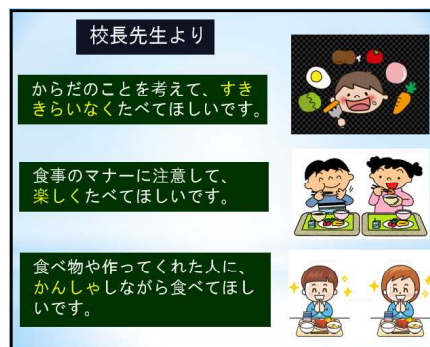 校長先生より
からだのことを考えて、すき
きらいなくたべてほしいです。
食事のマナーに注意して、
楽しくたべてほしいです。
食べ物や作ってくれた人に、
かんしゃしながら食べてほし
いです。